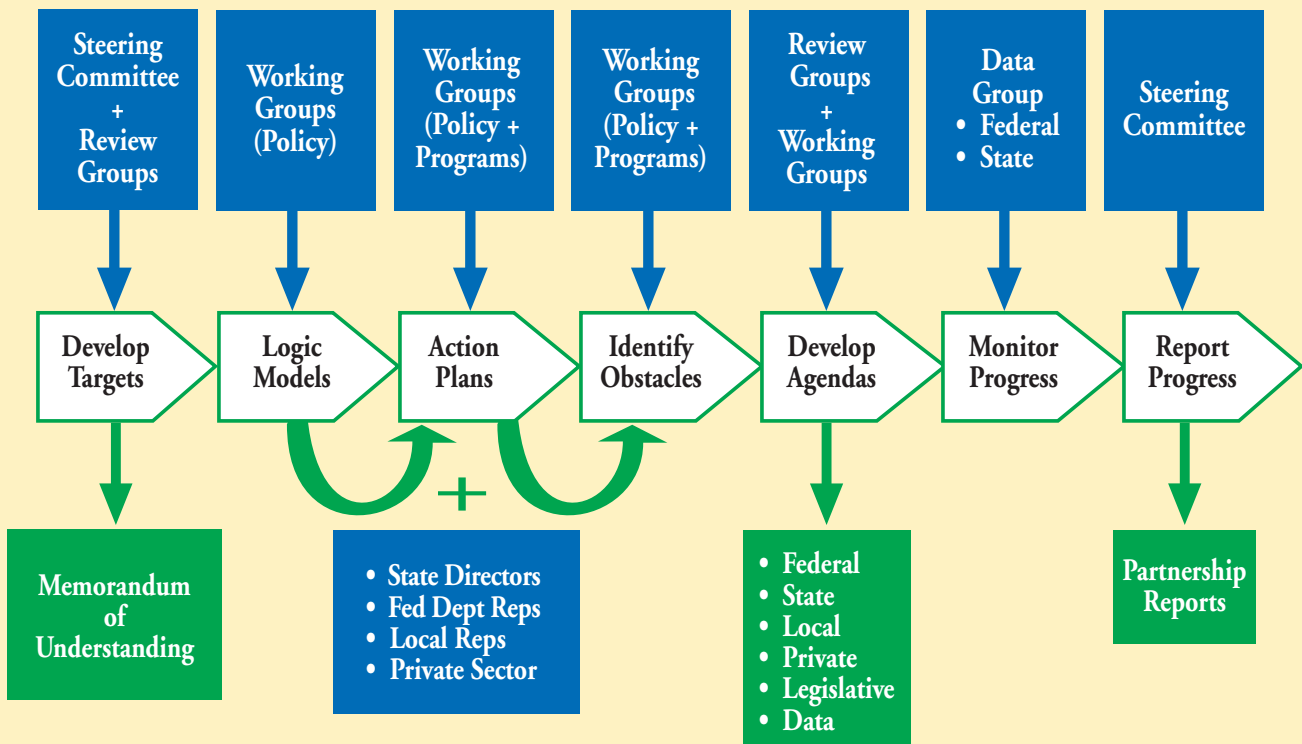 Steering
Committee
+
Review
Groups
Working
Groups
(Policy)
Working
Groups
(Policy +
Programs)
Working
Groups
(Policy +
Programs)
Review
Groups
+
Working
Groups
Data
Group
• Federal
• State
Steering
Committee
Develop
Targets
Logic
Models
Action
Plans
Identify
Obstacles
Develop
Agendas
Monitor
Progress
Report
Progress
+
Memorandum
of
Understanding
• State Directors
• Fed Dept Reps
• Local Reps
• Private Sector
• Federal
• State
• Local
• Private
• Legislative
• Data
Partnership
Reports